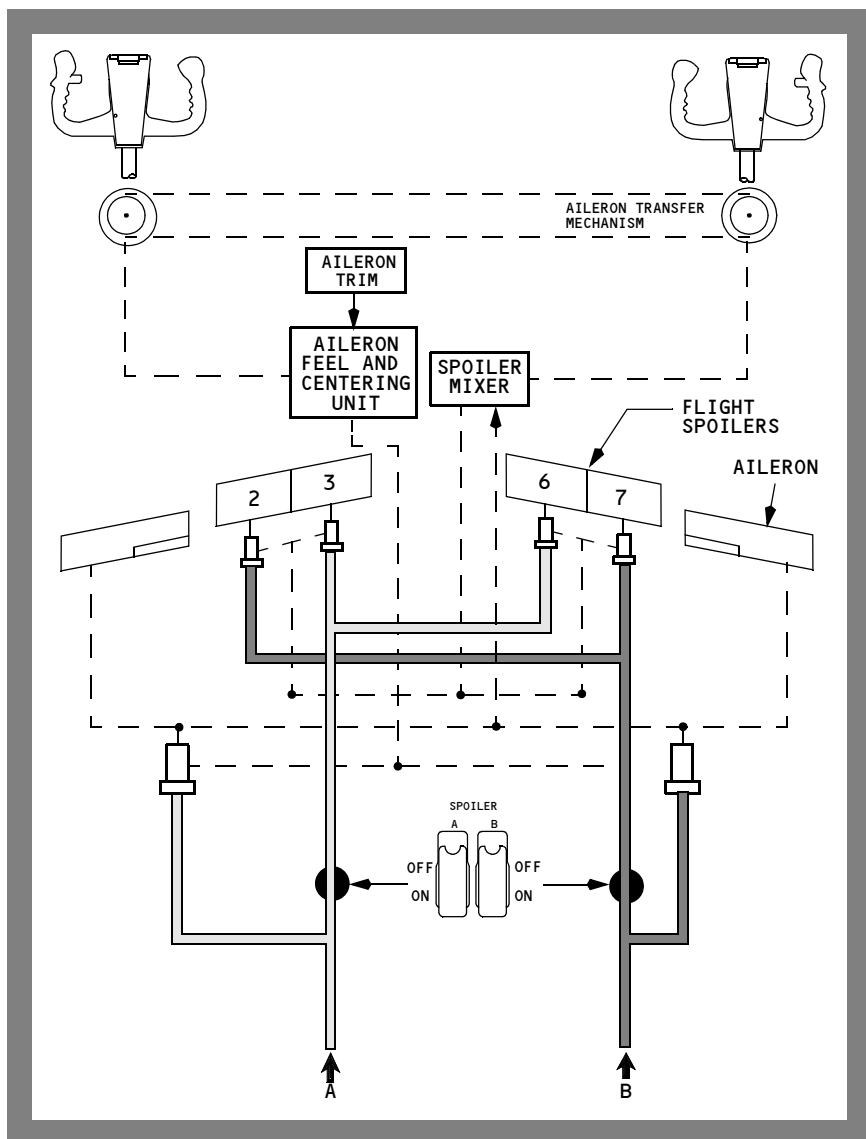 AILERON TRANSFER
MECHANISM
AILERON
TRIM
AILERON
FEEL AND
CENTERING
UNIT
SPOILER
MIXER
FLIGHT
SPOILERS
AILERON
2
3
6
7
SPOILER
A B
OFF OFF
ON ON
A
B